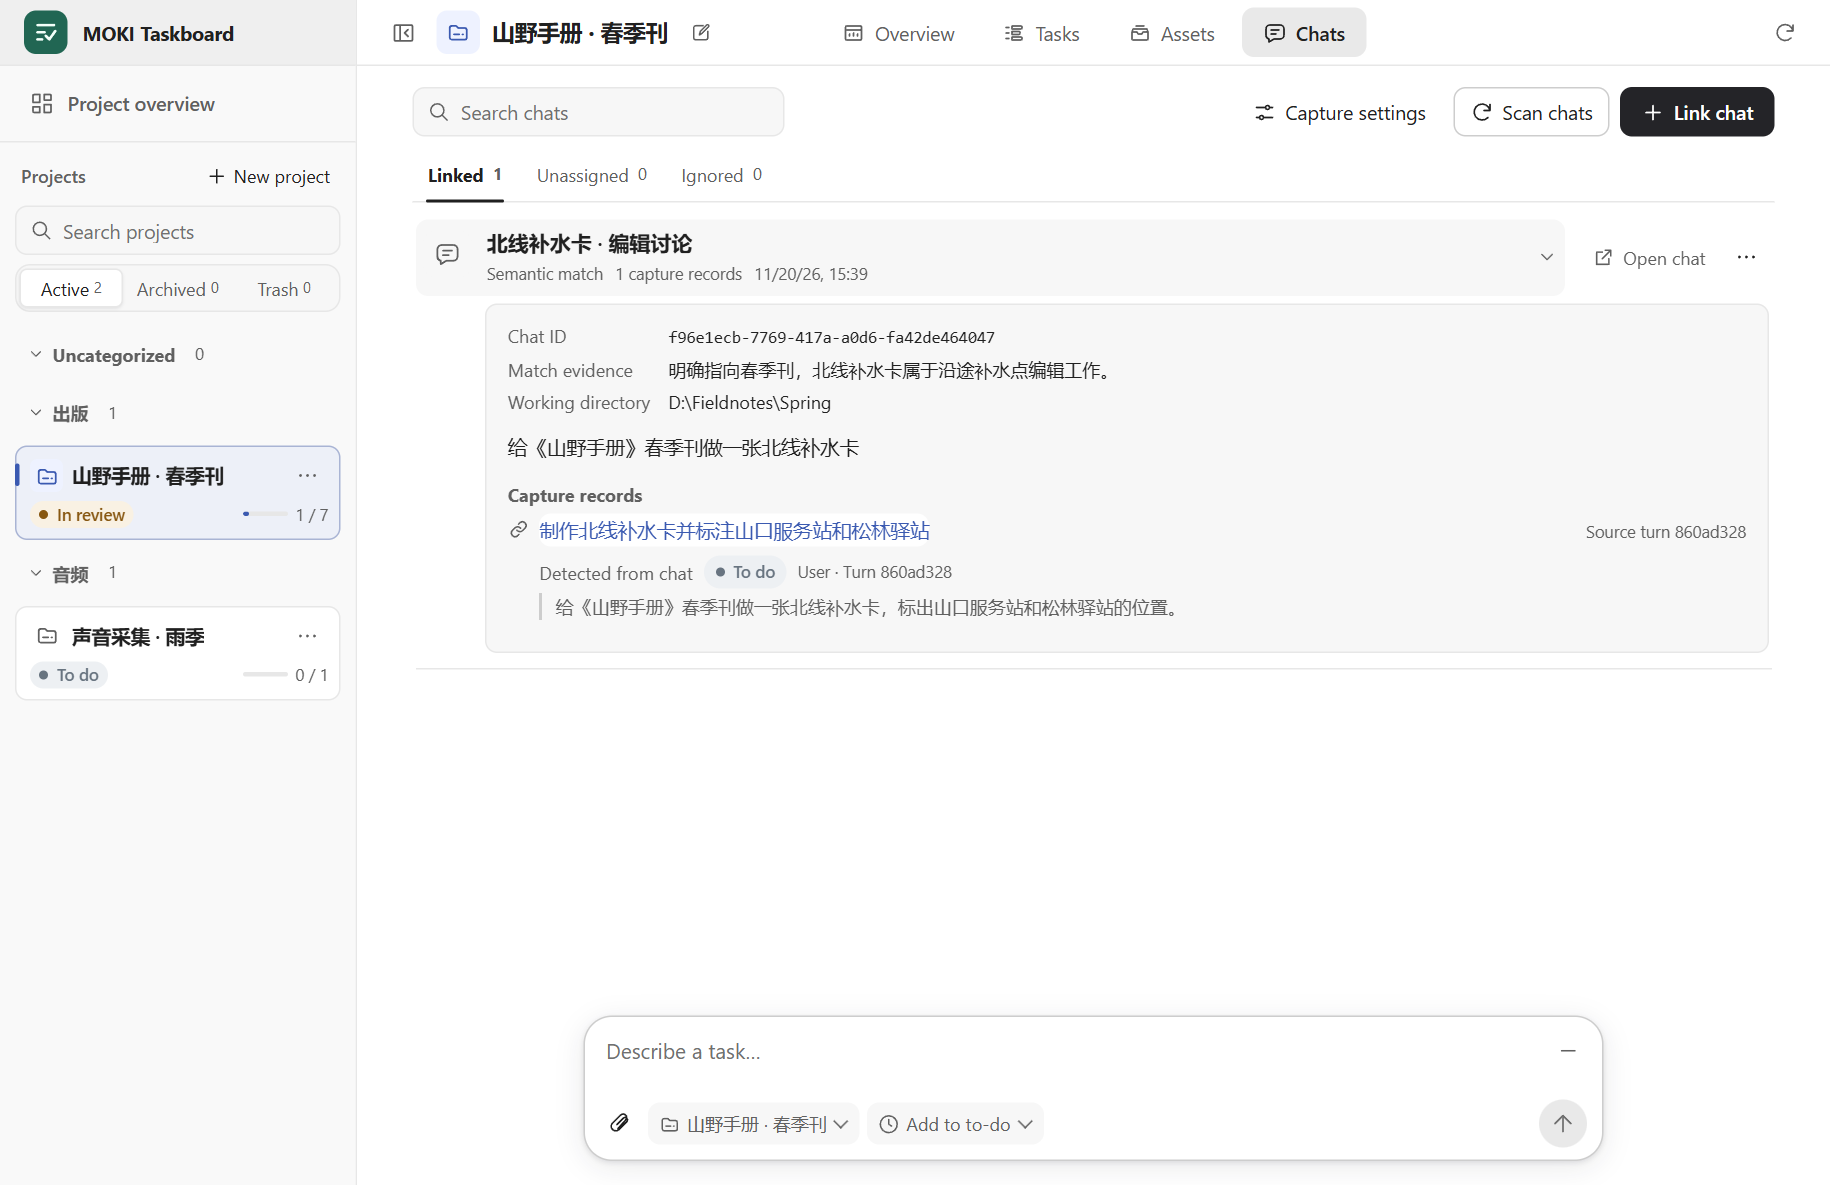 MOKI Taskboard
山野手册 · 春季刊
Overview
Tasks
Assets
Chats
Project overview
Search chats
Capture settings
Scan chats
Link chat
Projects
New project
Search projects
Active 2
Archived 0
Trash 0
Uncategorized 0
出版 1
山野手册 · 春季刊
In review
1 / 7
音频 1
声音采集 · 雨季
To do
0 / 1
Linked 1
Unassigned 0
Ignored 0
北线补水卡 · 编辑讨论
Semantic match 1 capture records 11/20/26, 15:39
Open chat
Chat ID f96e1ecb-7769-417a-a0d6-fa42de464047
Match evidence 明确指向春季刊，北线补水卡属于沿途补水点编辑工作。
Working directory D:\Fieldnotes\Spring
给《山野手册》春季刊做一张北线补水卡
Capture records
制作北线补水卡并标注山口服务站和松林驿站
Source turn 860ad328
Detected from chat To do User · Turn 860ad328
给《山野手册》春季刊做一张北线补水卡，标出山口服务站和松林驿站的位置。
Describe a task...
山野手册 · 春季刊
Add to to-do